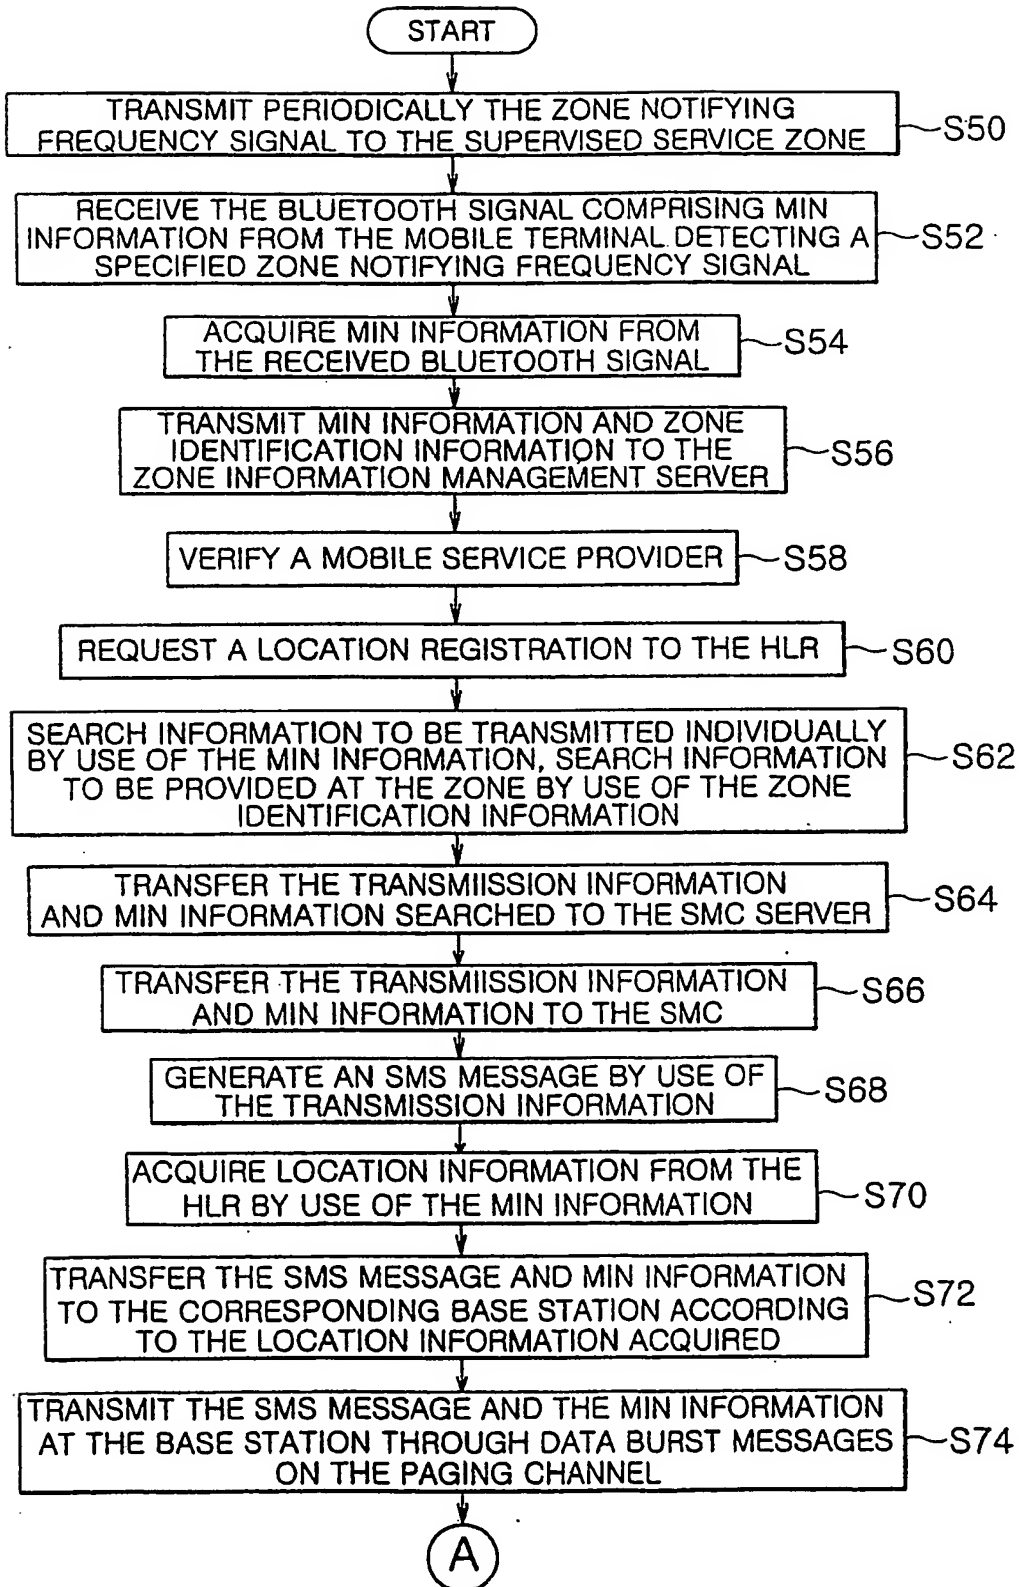 START
TRANSMIT PERIODICALLY THE ZONE NOTIFYING
FREQUENCY SIGNAL TO THE SUPERVISED SERVICE ZONE
S50
RECEIVE THE BLUETOOTH SIGNAL COMPRISING MIN
INFORMATION FROM THE MOBILE TERMINAL DETECTING A
SPECIFIED ZONE NOTIFYING FREQUENCY SIGNAL
S52
ACQUIRE MIN INFORMATION FROM
THE RECEIVED BLUETOOTH SIGNAL
S54
TRANSMIT MIN INFORMATION AND ZONE
IDENTIFICATION INFORMATION TO THE
ZONE INFORMATION MANAGEMENT SERVER
S56
VERIFY A MOBILE SERVICE PROVIDER
S58
REQUEST A LOCATION REGISTRATION TO THE HLR
S60
SEARCH INFORMATION TO BE TRANSMITTED INDIVIDUALLY
BY USE OF THE MIN INFORMATION, SEARCH INFORMATION
TO BE PROVIDED AT THE ZONE BY USE OF THE ZONE
IDENTIFICATION INFORMATION
S62
TRANSFER THE TRANSMIISSION INFORMATION
AND MIN INFORMATION SEARCHED TO THE SMC SERVER
S64
TRANSFER THE TRANSMIISSION INFORMATION
AND MIN INFORMATION TO THE SMC
S66
GENERATE AN SMS MESSAGE BY USE OF
THE TRANSMISSION INFORMATION
S68
ACQUIRE LOCATION INFORMATION FROM THE
HLR BY USE OF THE MIN INFORMATION
S70
TRANSFER THE SMS MESSAGE AND MIN INFORMATION
TO THE CORRESPONDING BASE STATION ACCORDING
TO THE LOCATION INFORMATION ACQUIRED
S72
TRANSMIT THE SMS MESSAGE AND THE MIN INFORMATION
AT THE BASE STATION THROUGH DATA BURST MESSAGES
ON THE PAGING CHANNEL
S74
A